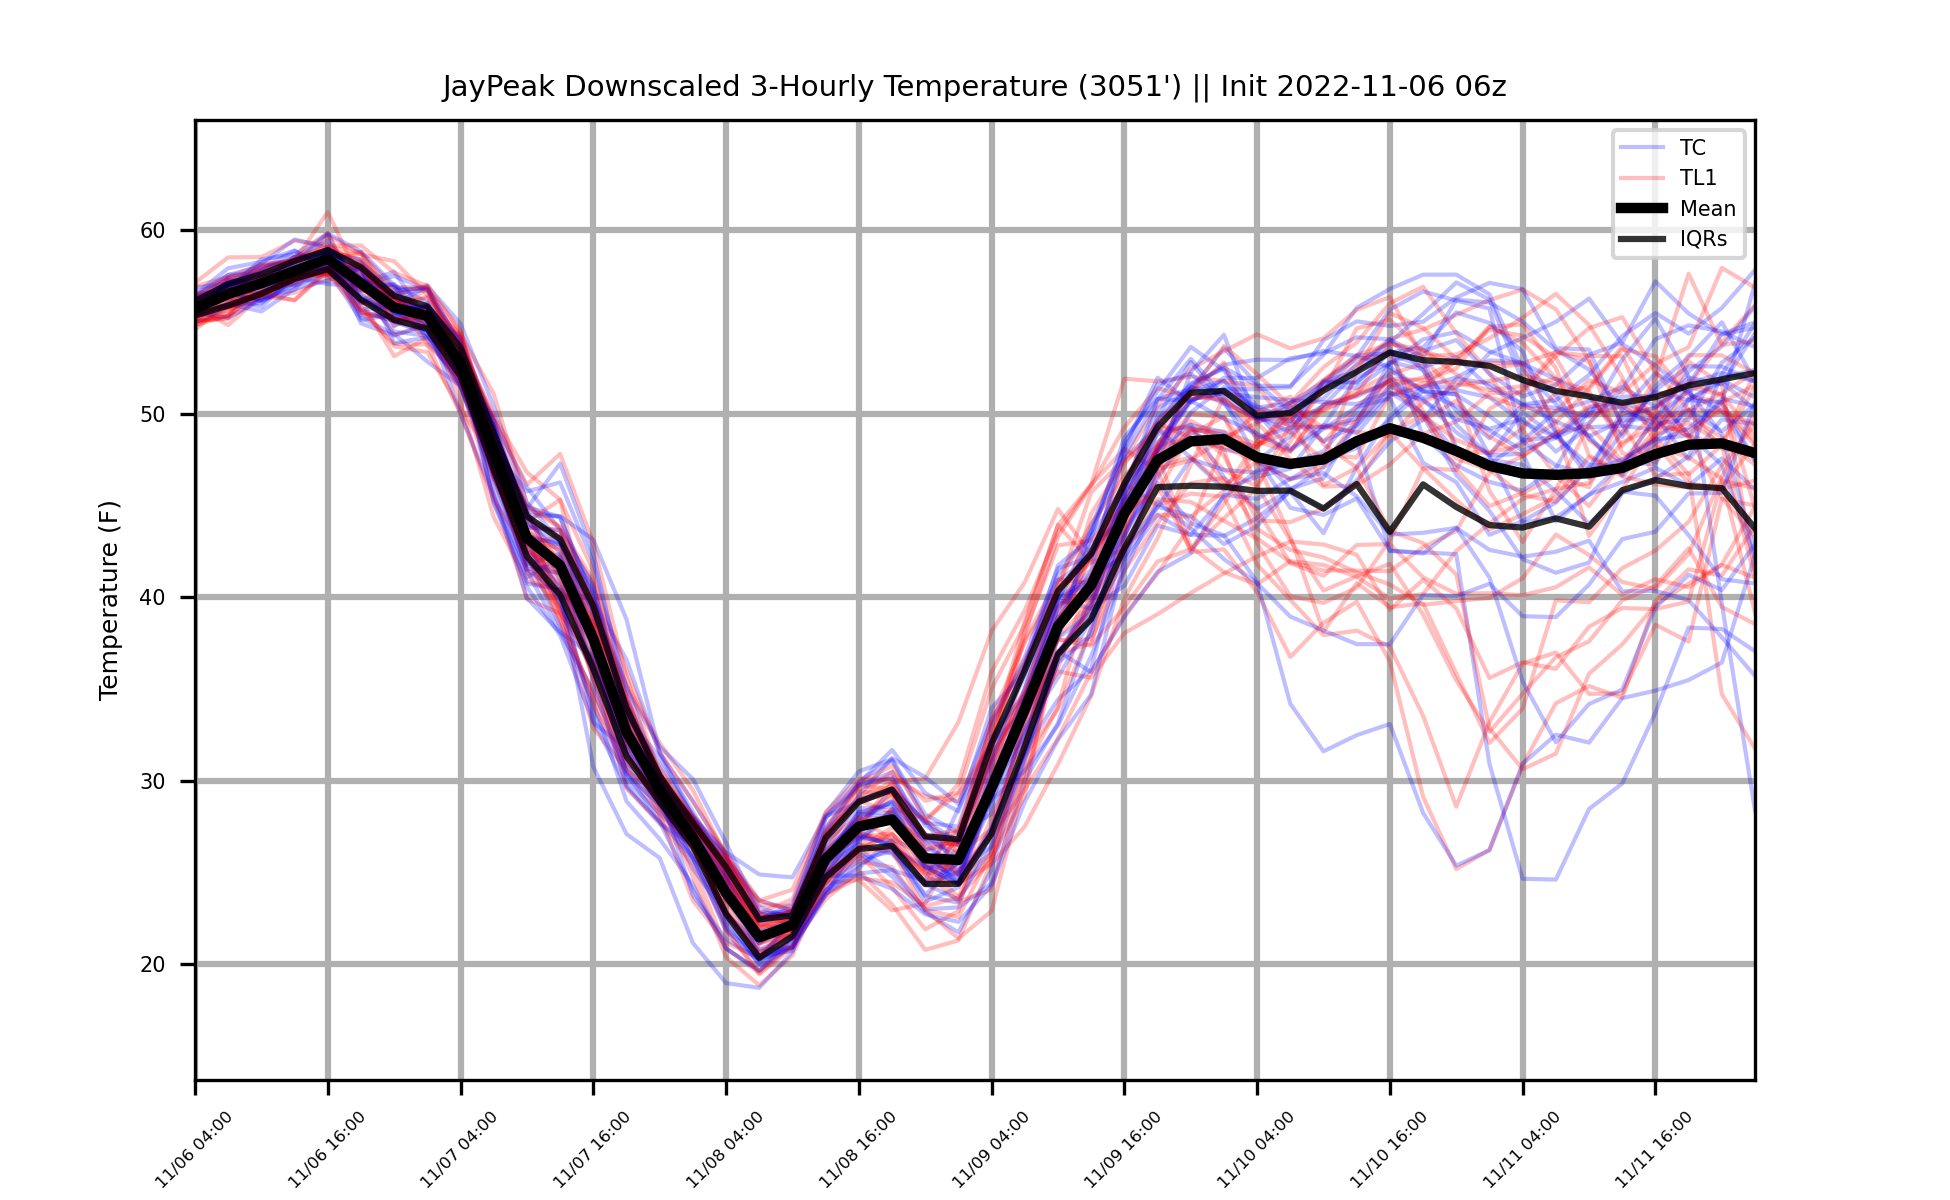 JayPeak Downscaled 3-Hourly Temperature (3051') || Init 2022-11-06 06z
TC
TL1
Mean
IQRs
Temperature (F)
60
50
40
30
20
11/06 04:00
11/06 16:00
11/07 04:00
11/07 16:00
11/08 04:00
11/08 16:00
11/09 04:00
11/09 16:00
11/10 04:00
11/10 16:00
11/11 04:00
11/11 16:00